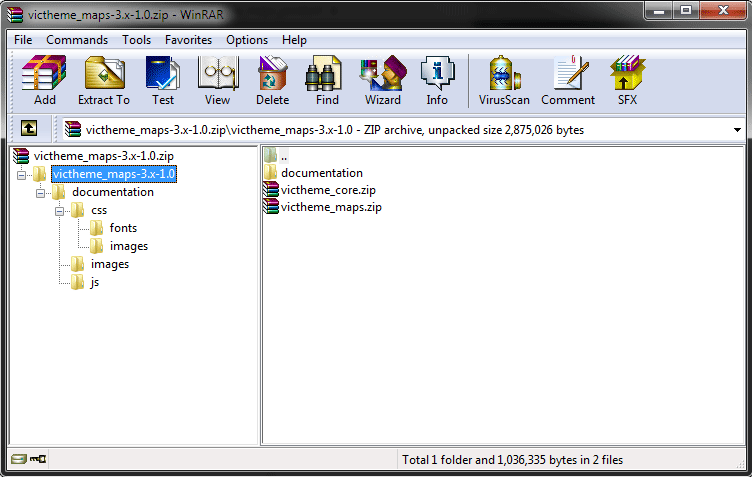 victheme_maps-3.x-1.0.zip - WinRAR
File Commands Tools Favorites Options Help
Add Extract To Test View Delete Find Wizard Info VirusScan Comment SFX
victheme_maps-3.x-1.0.zip\victheme_maps-3.x-1.0 - ZIP archive, unpacked size 2,875,026 bytes
victheme_maps-3.x-1.0.zip
victheme_maps-3.x-1.0
documentation
css
fonts
images
images
js
..
documentation
victheme_core.zip
victheme_maps.zip
Total 1 folder and 1,036,335 bytes in 2 files